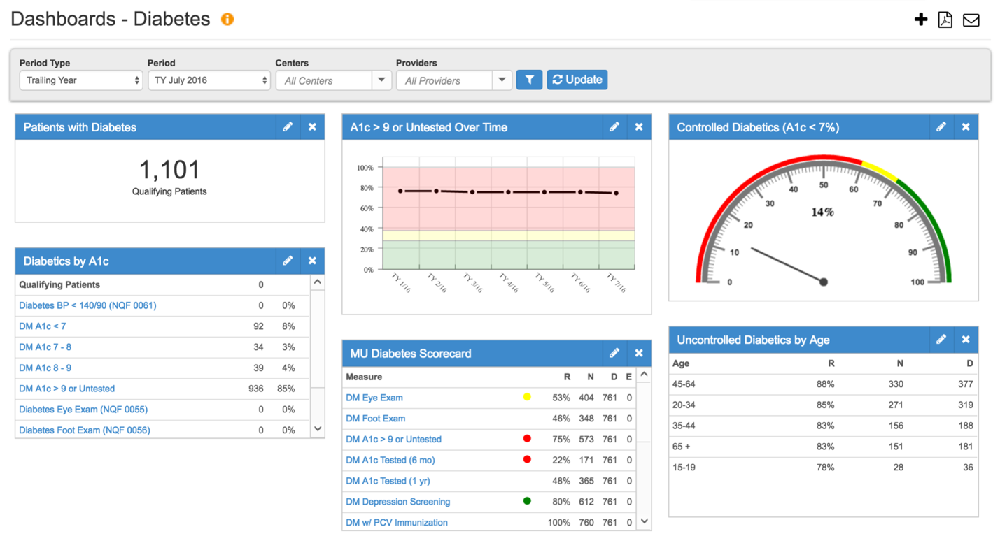 Dashboards - Diabetes
Period Type Period Centers Providers
Trailing Year TY July 2016 All Centers All Providers Update
Patients with Diabetes
1,101
Qualifying Patients
Diabetics by A1c
Qualifying Patients 0
Diabetes BP < 140/90 (NQF 0061) 0 0%
DM A1c < 7 92 8%
DM A1c 7 - 8 34 3%
DM A1c 8 - 9 39 4%
DM A1c > 9 or Untested 936 85%
Diabetes Eye Exam (NQF 0055) 0 0%
Diabetes Foot Exam (NQF 0056) 0 0%
A1c > 9 or Untested Over Time
100%
80%
60%
40%
20%
0%
TY 1/16 TY 2/16 TY 3/16 TY 4/16 TY 5/16 TY 6/16 TY 7/16
MU Diabetes Scorecard
Measure R N D E
DM Eye Exam 53% 404 761 0
DM Foot Exam 46% 348 761 0
DM A1c > 9 or Untested 75% 573 761 0
DM A1c Tested (6 mo) 22% 171 761 0
DM A1c Tested (1 yr) 48% 365 761 0
DM Depression Screening 80% 612 761 0
DM w/ PCV Immunization 100% 760 761 0
Controlled Diabetics (A1c < 7%)
0 10 20 30 40 50 60 70 80 90 100
14%
Uncontrolled Diabetics by Age
Age R N D
45-64 88% 330 377
20-34 85% 271 319
35-44 83% 156 188
65 + 83% 151 181
15-19 78% 28 36